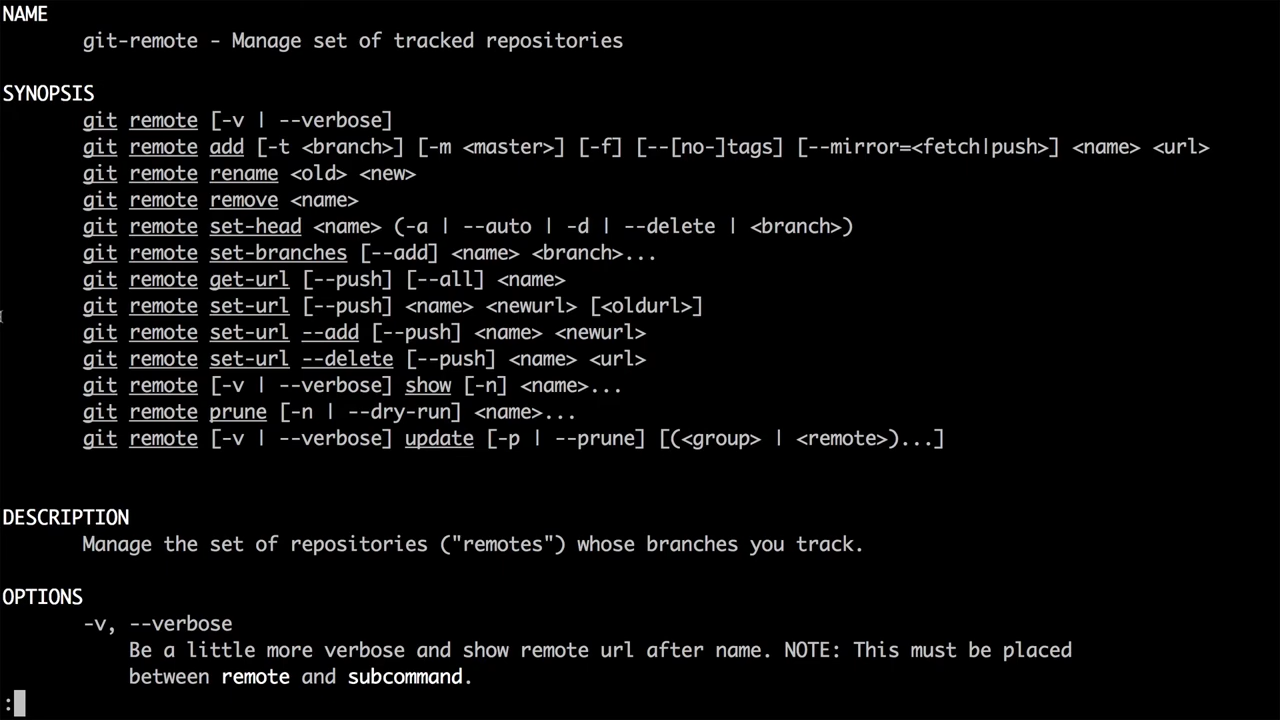 NAME
git-remote - Manage set of tracked repositories
SYNOPSIS
git remote [-v | --verbose]
git remote add [-t <branch>] [-m <master>] [-f] [--[no-]tags] [--mirror=<fetch|push>] <name> <url>
git remote rename <old> <new>
git remote remove <name>
git remote set-head <name> (-a | --auto | -d | --delete | <branch>)
git remote set-branches [--add] <name> <branch>...
git remote get-url [--push] [--all] <name>
git remote set-url [--push] <name> <newurl> [<oldurl>]
git remote set-url --add [--push] <name> <newurl>
git remote set-url --delete [--push] <name> <url>
git remote [-v | --verbose] show [-n] <name>...
git remote prune [-n | --dry-run] <name>...
git remote [-v | --verbose] update [-p | --prune] [(<group> | <remote>)...]
DESCRIPTION
Manage the set of repositories ("remotes") whose branches you track.
OPTIONS
-v, --verbose
Be a little more verbose and show remote url after name. NOTE: This must be placed
between remote and subcommand.
: